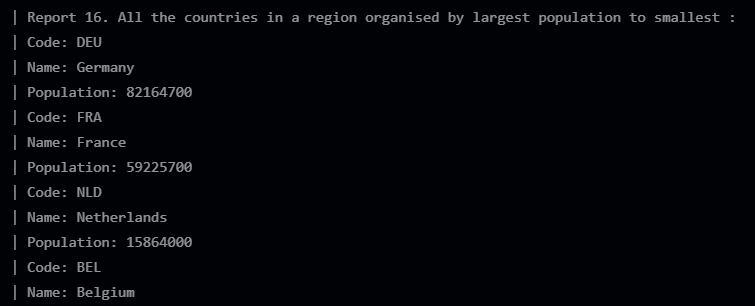 | Report 16. All the countries in a region organised by largest population to smallest :
| Code: DEU
| Name: Germany
| Population: 82164700
| Code: FRA
| Name: France
| Population: 59225700
| Code: NLD
| Name: Netherlands
| Population: 15864000
| Code: BEL
| Name: Belgium